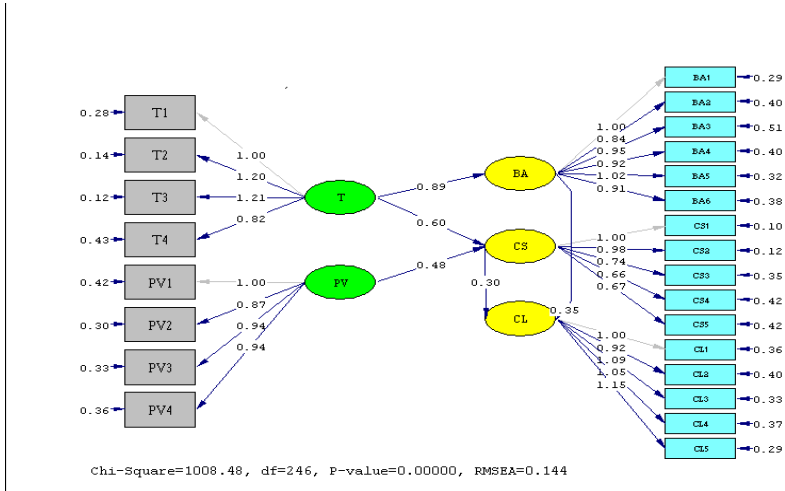 0.28 T1
0.14 T2
0.12 T3
0.43 T4
0.42 PV1
0.30 PV2
0.33 PV3
0.36 PV4
1.00
1.20
1.21
0.82
1.00
0.87
0.94
0.94
T
PV
0.89
0.60
0.48
BA
CS
0.30
CL
0.35
1.00
0.84
0.95
0.92
1.02
0.91
1.00
0.98
0.74
0.66
0.67
1.00
0.92
1.09
1.05
1.15
BA1 0.29
BA2 0.40
BA3 0.51
BA4 0.40
BA5 0.32
BA6 0.38
CS1 0.10
CS2 0.12
CS3 0.35
CS4 0.42
CS5 0.42
CL1 0.36
CL2 0.40
CL3 0.33
CL4 0.37
CL5 0.29
Chi-Square=1008.48, df=246, P-value=0.00000, RMSEA=0.144